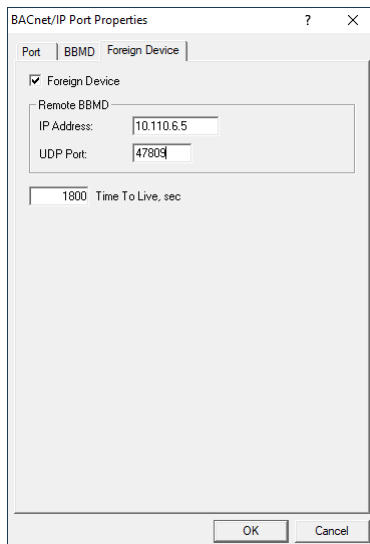 BACnet/IP Port Properties ? ×
Port BBMD Foreign Device
Foreign Device
Remote BBMD
IP Address: 10.110.6.5
UDP Port: 47809
1800 Time To Live, sec
OK Cancel